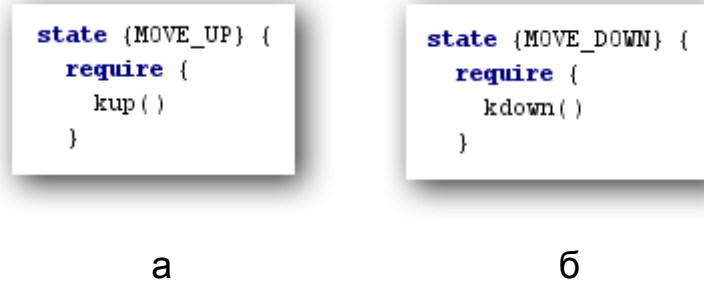 state {MOVE_UP} {
require {
kup()
}
state {MOVE_DOWN} {
require {
kdown()
}
а
б